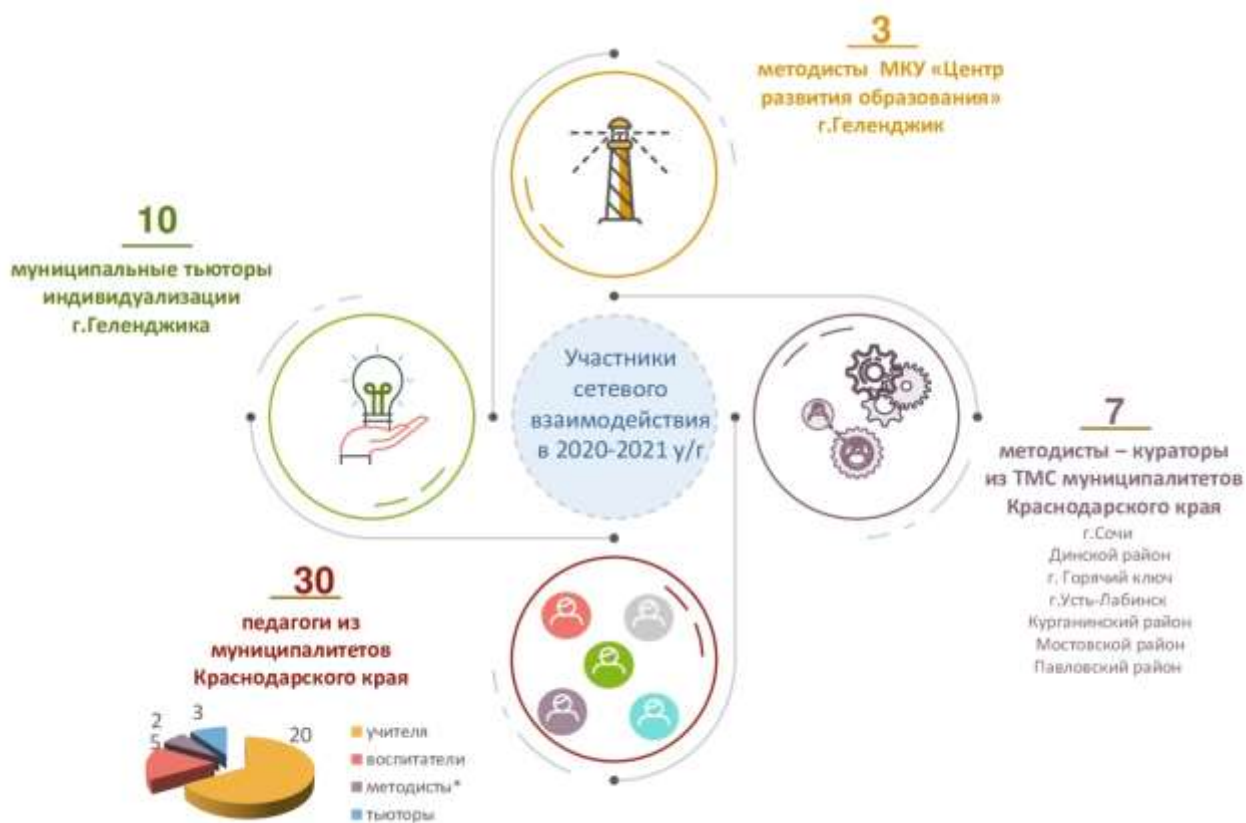 3
методисты МКУ «Центр
развития образования»
г.Геленджик
10
муниципальные тьюторы
индивидуализации
г.Геленджика
Участники
сетевого
взаимодействия
в 2020-2021 у/г
7
методисты – кураторы
из ТМС муниципалитетов
Краснодарского края
г.Сочи
Динской район
г. Горячий ключ
г.Усть-Лабинск
Курганинский район
Мостовской район
Павловский район
30
педагоги из
муниципалитетов
Краснодарского края
2
3
5
20
учителя
воспитатели
методисты*
тьюторы